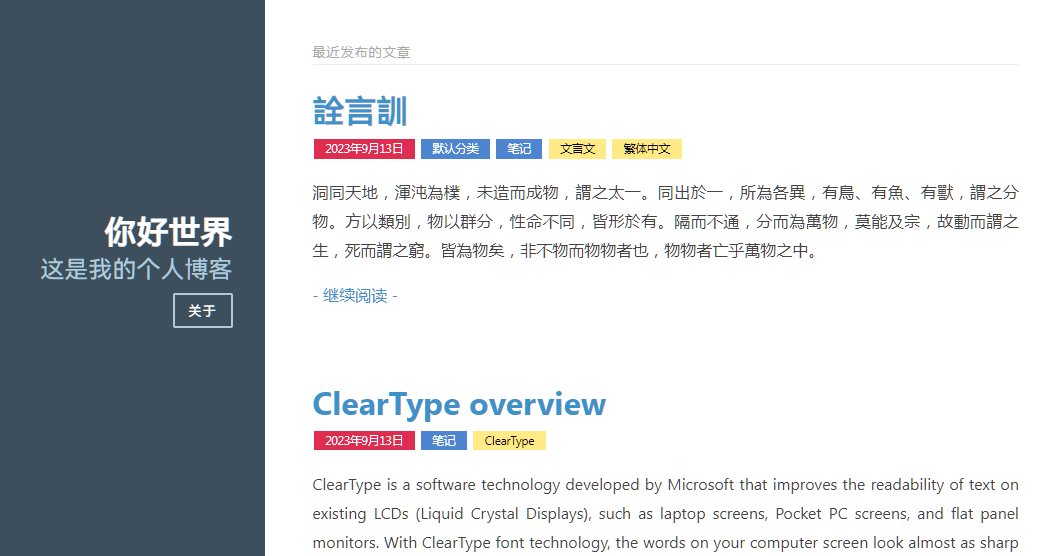 你好世界
这是我的个人博客
关于
最近发布的文章
詮言訓
2023年9月13日 默认分类 笔记 文言文 繁体中文
洞同天地，渾沌為樸，未造而成物，謂之太一。同出於一，所為各異，有鳥、有魚、有獸，謂之分
物。方以類別，物以群分，性命不同，皆形於有。隔而不通，分而為萬物，莫能及宗，故動而謂之
生，死而謂之窮。皆為物矣，非不物而物物者也，物物者亡乎萬物之中。
- 继续阅读 -
ClearType overview
2023年9月13日 笔记 ClearType
ClearType is a software technology developed by Microsoft that improves the readability of text on
existing LCDs (Liquid Crystal Displays), such as laptop screens, Pocket PC screens, and flat panel
monitors. With ClearType font technology, the words on your computer screen look almost as sharp